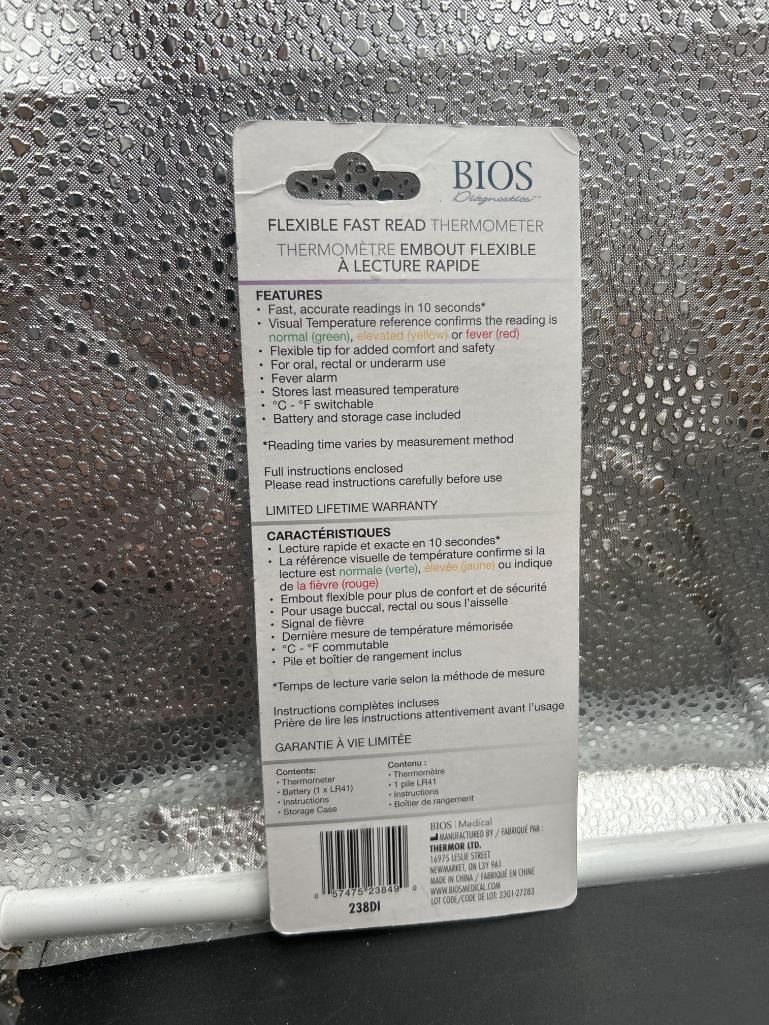 BIOS
Diagnostics™
FLEXIBLE FAST READ THERMOMETER
THERMOMÈTRE EMBOUT FLEXIBLE
À LECTURE RAPIDE
FEATURES
• Fast, accurate readings in 10 seconds*
• Visual Temperature reference confirms the reading is
normal (green), elevated (yellow) or fever (red)
• Flexible tip for added comfort and safety
• For oral, rectal or underarm use
• Fever alarm
• Stores last measured temperature
• °C - °F switchable
• Battery and storage case included
*Reading time varies by measurement method
Full instructions enclosed
Please read instructions carefully before use
LIMITED LIFETIME WARRANTY
CARACTÉRISTIQUES
• Lecture rapide et exacte en 10 secondes*
• La référence visuelle de température confirme si la
lecture est normale (verte), élevée (jaune) ou indique
de la fièvre (rouge)
• Embout flexible pour plus de confort et de sécurité
• Pour usage buccal, rectal ou sous l'aisselle
• Signal de fièvre
• Dernière mesure de température mémorisée
• °C - °F commutable
• Pile et boîtier de rangement inclus
*Temps de lecture varie selon la méthode de mesure
Instructions complètes incluses
Prière de lire les instructions attentivement avant l'usage
GARANTIE À VIE LIMITÉE
Contents:
• Thermometer
• Battery (1 x LR41)
• Instructions
• Storage Case
Contenu :
• Thermomètre
• 1 pile LR41
• Instructions
• Boîtier de rangement
0 57475 23849 0
238DI
BIOS | Medical
MANUFACTURED BY / FABRIQUÉ PAR :
THERMOR LTD.
16975 LESLIE STREET
NEWMARKET, ON L3Y 9A1
MADE IN CHINA / FABRIQUÉ EN CHINE
WWW.BIOSMEDICAL.COM
LOT CODE/CODE DE LOT: 2301-27283